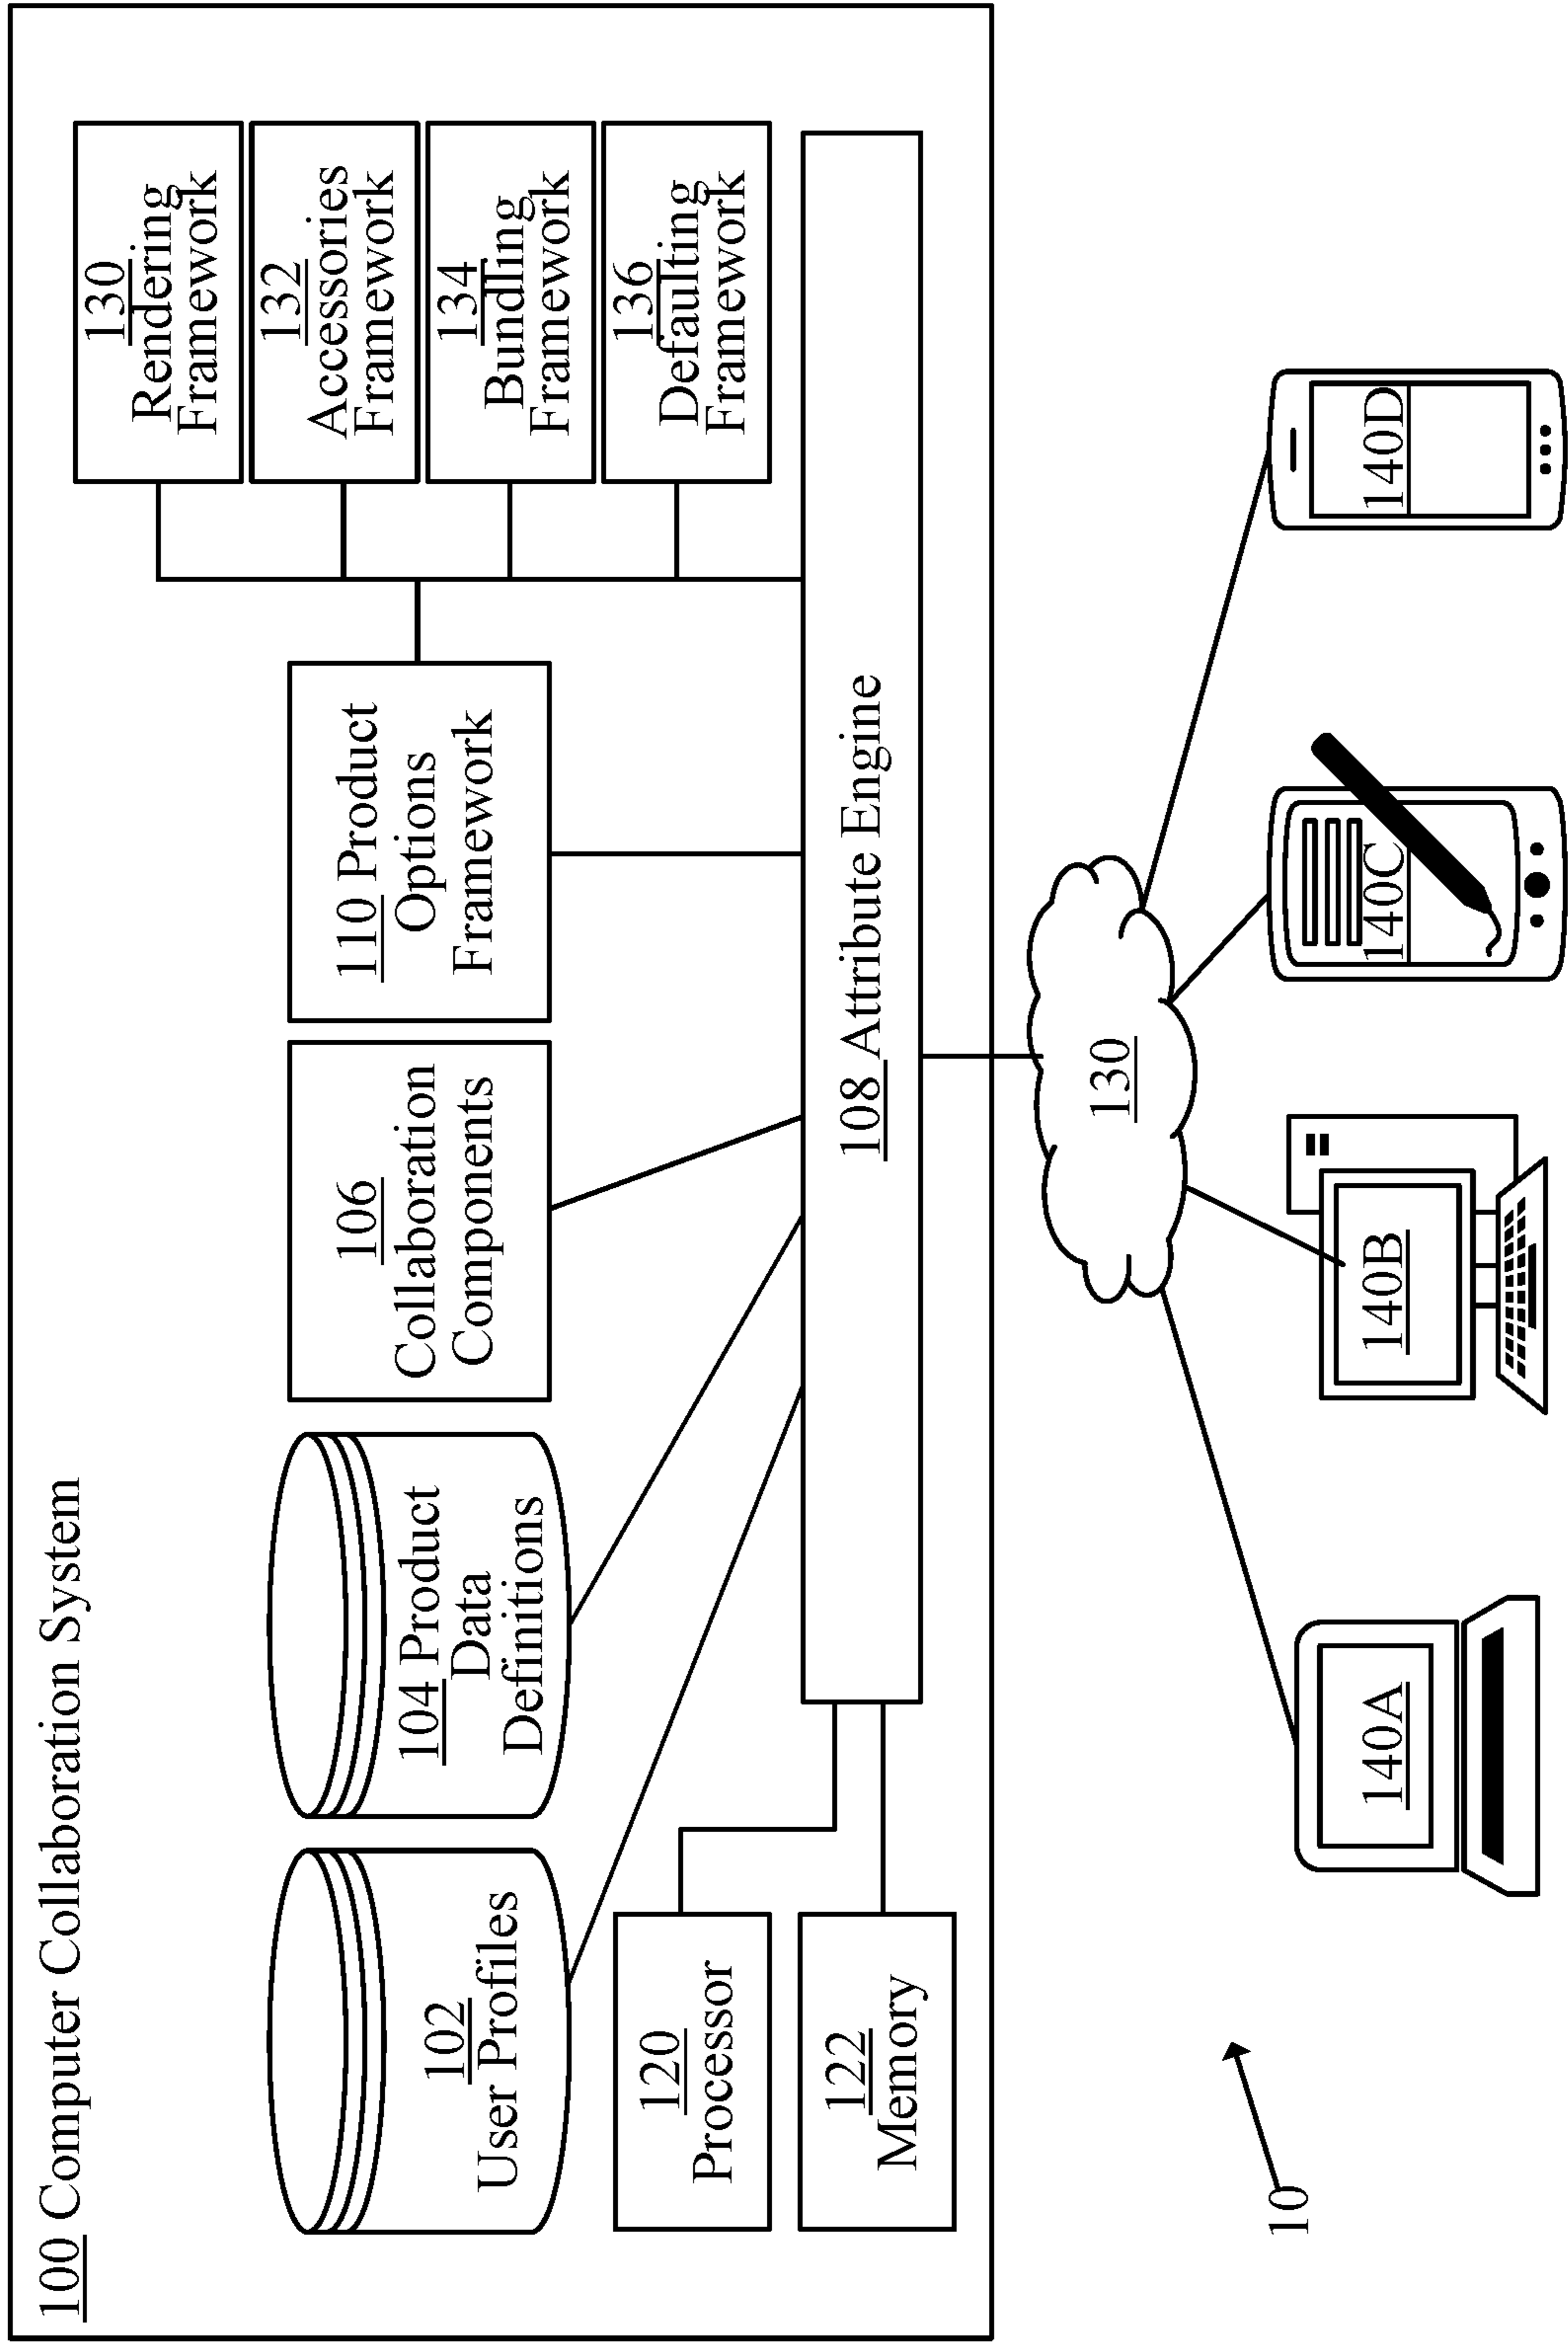 100 Computer Collaboration System
102
User Profiles
104 Product
Data
Definitions
106
Collaboration
Components
110 Product
Options
Framework
130
Rendering
Framework
132
Accessories
Framework
134
Bundling
Framework
136
Defaulting
Framework
120
Processor
122
Memory
108 Attribute Engine
130
140A
140B
140C
140D
10